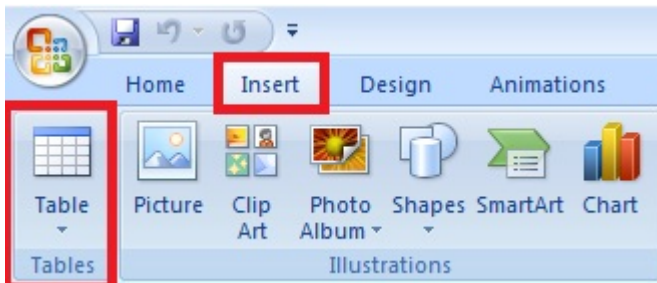 Home Insert Design Animations
Table Picture Clip Photo Shapes SmartArt Chart
Art Album
Tables Illustrations